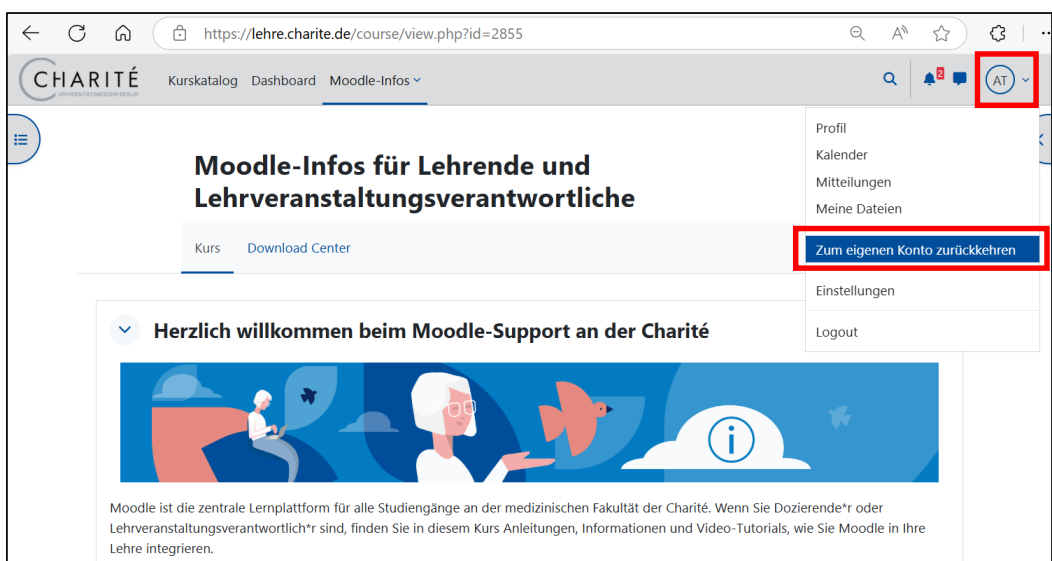 https://lehre.charite.de/course/view.php?id=2855
CHARITÉ
UNIVERSITÄTSMEDIZIN BERLIN
Kurskatalog Dashboard Moodle-Infos
2
AT
Profil
Kalender
Mitteilungen
Meine Dateien
Zum eigenen Konto zurückkehren
Einstellungen
Logout
Moodle-Infos für Lehrende und
Lehrveranstaltungsverantwortliche
Kurs Download Center
Herzlich willkommen beim Moodle-Support an der Charité
i
Moodle ist die zentrale Lernplattform für alle Studiengänge an der medizinischen Fakultät der Charité. Wenn Sie Dozierende*r oder
Lehrveranstaltungsverantwortlich*r sind, finden Sie in diesem Kurs Anleitungen, Informationen und Video-Tutorials, wie Sie Moodle in Ihre
Lehre integrieren.